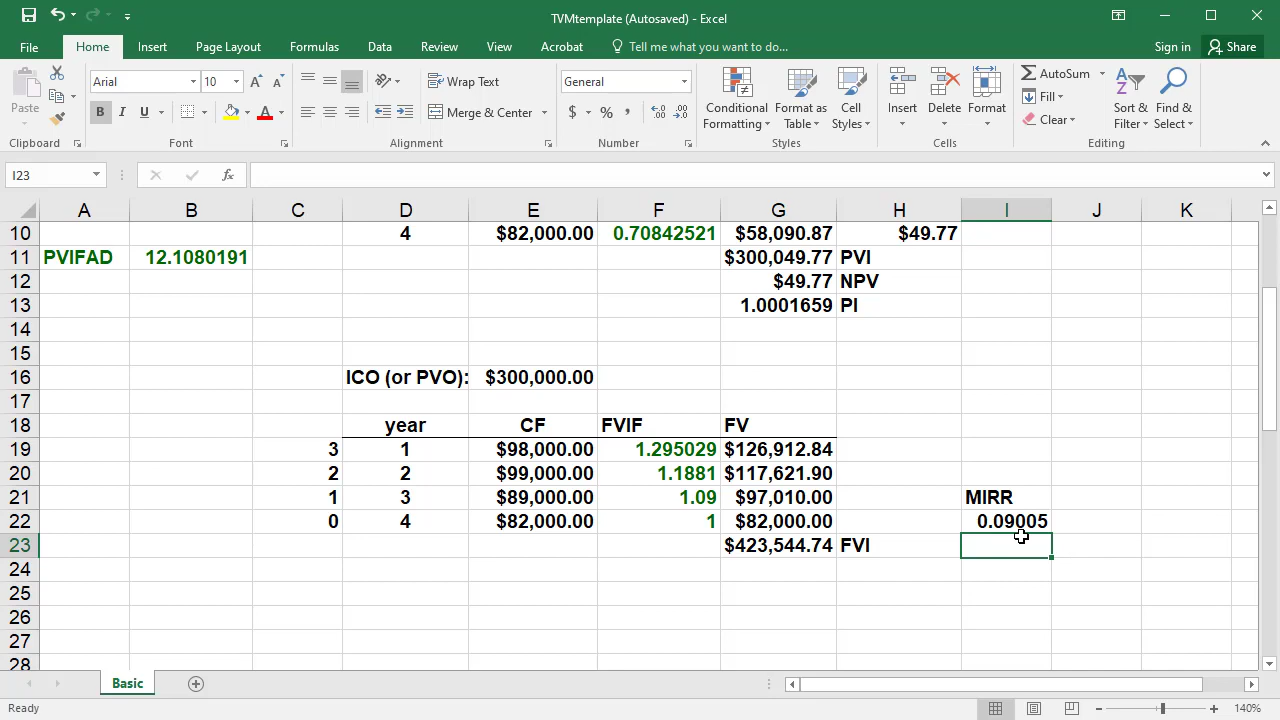 TVMtemplate (Autosaved) - Excel
File Home Insert Page Layout Formulas Data Review View Acrobat Tell me what you want to do... Sign in Share
Paste
Arial 10
B I U
Wrap Text
Merge & Center
General
$ % ,
Conditional Formatting
Format as Table
Cell Styles
Insert Delete Format
AutoSum
Fill
Clear
Sort & Filter
Find & Select
Clipboard Font Alignment Number Styles Cells Editing
I23 fx
A B C D E F G H I J K
10 4 $82,000.00 0.70842521 $58,090.87 $49.77
11 PVIFAD 12.1080191 $300,049.77 PVI
12 $49.77 NPV
13 1.0001659 PI
14
15
16 ICO (or PVO): $300,000.00
17
18 year CF FVIF FV
19 3 1 $98,000.00 1.295029 $126,912.84
20 2 2 $99,000.00 1.1881 $117,621.90
21 1 3 $89,000.00 1.09 $97,010.00 MIRR
22 0 4 $82,000.00 1 $82,000.00 0.09005
23 $423,544.74 FVI
24
25
26
27
28
Basic
Ready 140%